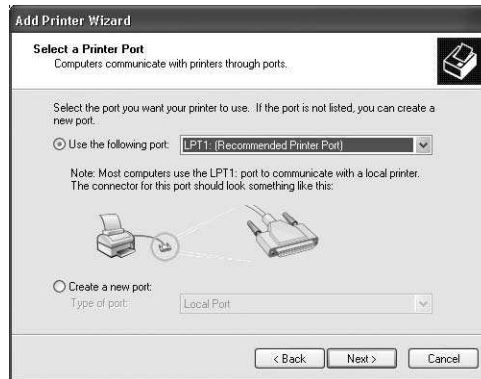 Add Printer Wizard
Select a Printer Port
Computers communicate with printers through ports.
Select the port you want your printer to use. If the port is not listed, you can create a
new port.
Use the following port: LPT1: (Recommended Printer Port)
Note: Most computers use the LPT1: port to communicate with a local printer.
The connector for this port should look something like this:
Create a new port:
Type of port: Local Port
< Back Next > Cancel